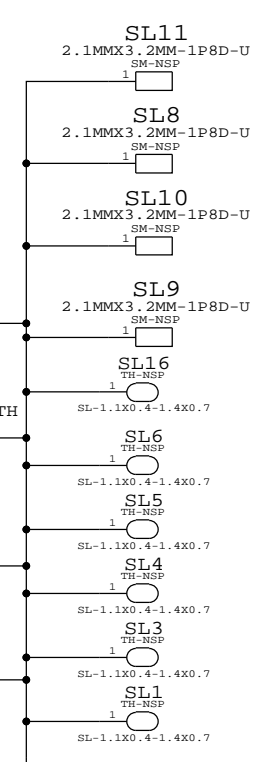 SL11
2.1MMX3.2MM-1P8D-U
SM-NSP
1
SL8
2.1MMX3.2MM-1P8D-U
SM-NSP
1
SL10
2.1MMX3.2MM-1P8D-U
SM-NSP
1
SL9
2.1MMX3.2MM-1P8D-U
SM-NSP
1
SL16
TH-NSP
1
TH
SL-1.1X0.4-1.4X0.7
SL6
TH-NSP
1
SL-1.1X0.4-1.4X0.7
SL5
TH-NSP
1
SL-1.1X0.4-1.4X0.7
SL4
TH-NSP
1
SL-1.1X0.4-1.4X0.7
SL3
TH-NSP
1
SL-1.1X0.4-1.4X0.7
SL1
TH-NSP
1
SL-1.1X0.4-1.4X0.7